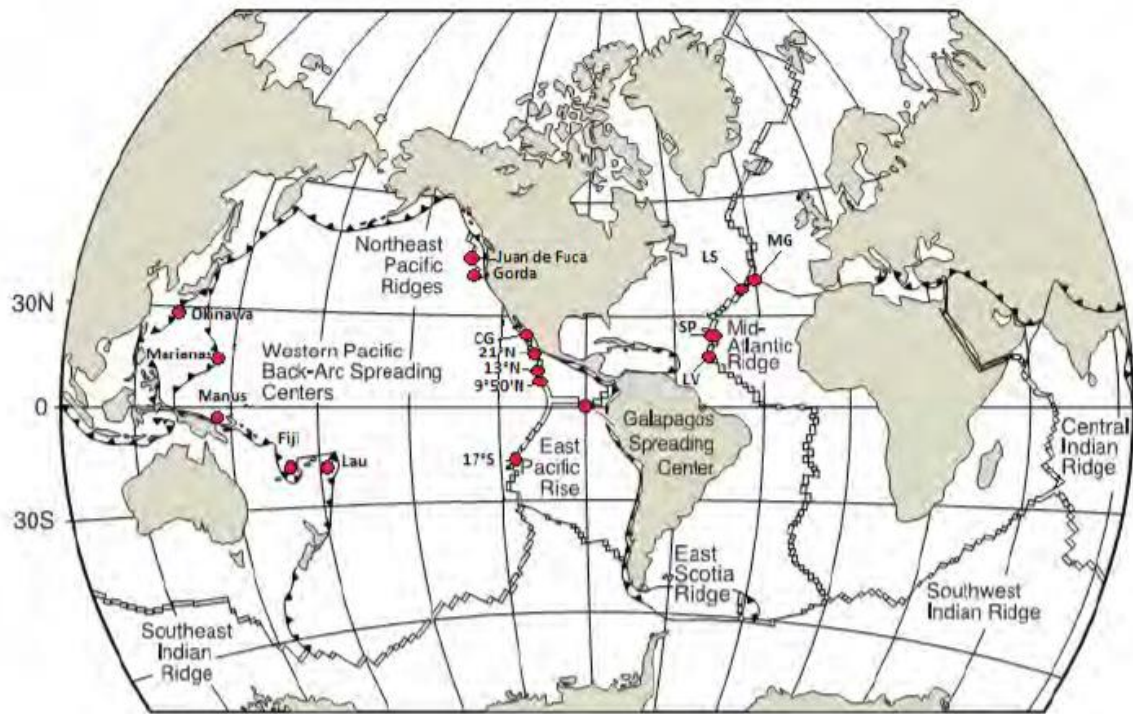 Northeast
Pacific
Ridges
Juan de Fuca
Gorda
MG
LS
30N
Okinawa
CG
21°N
13°N
9°50'N
SP
Mid-
Atlantic
Ridge
LV
Marianas
Western Pacific
Back-Arc Spreading
Centers
Manus
0
Galapagos
Spreading
Center
Fiji
Lau
17°S
East
Pacific
Rise
Central
Indian
Ridge
30S
East
Scotia
Ridge
Southwest
Indian Ridge
Southeast
Indian
Ridge